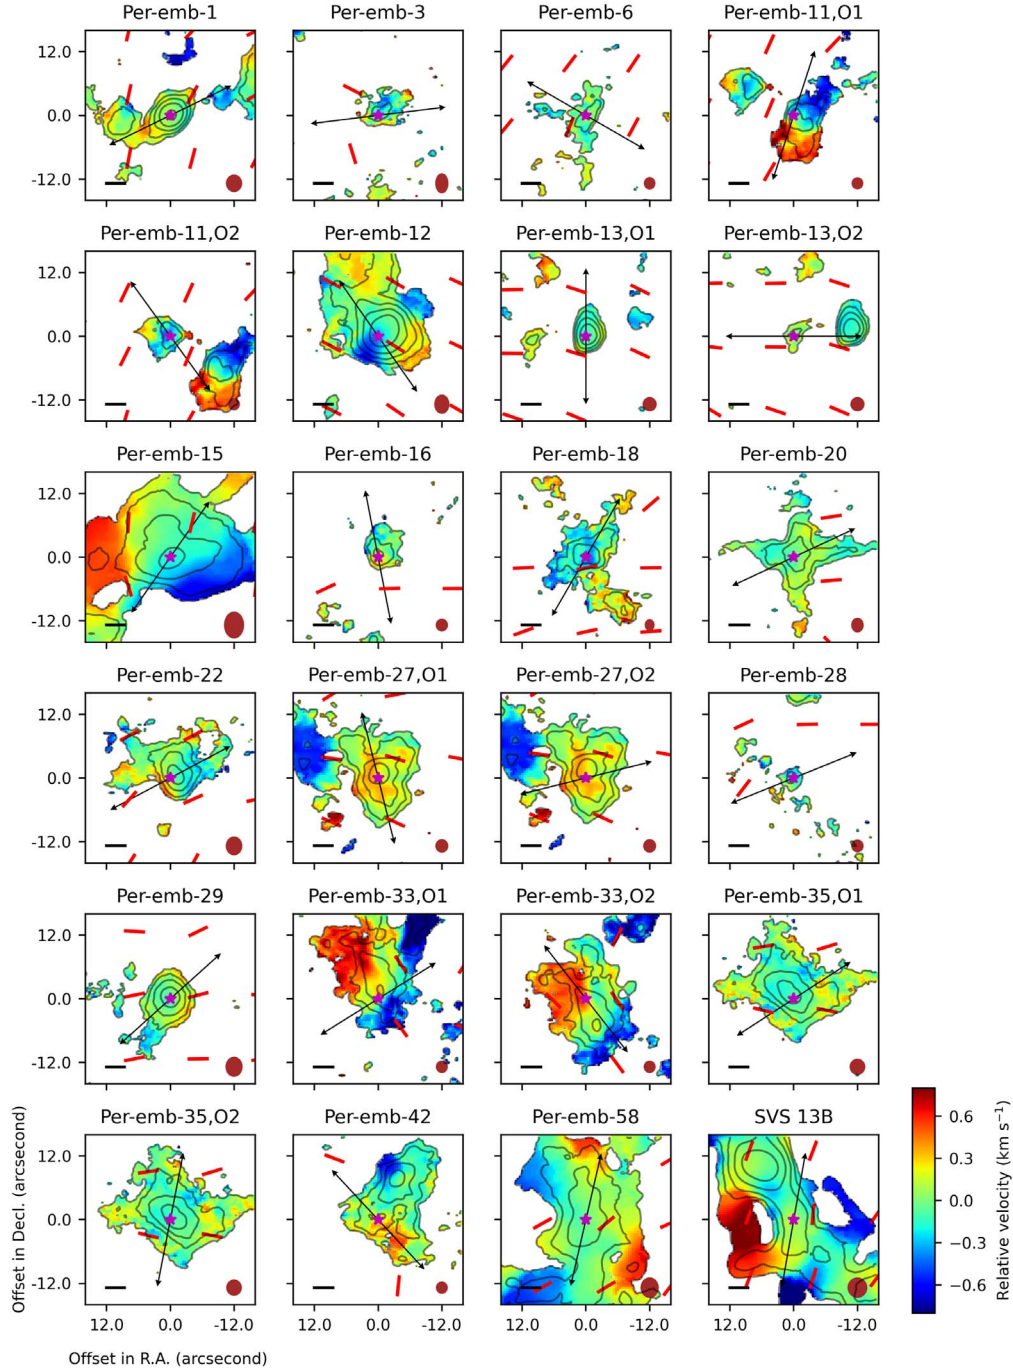 Per-emb-1 Per-emb-3 Per-emb-6 Per-emb-11,O1
12.0
0.0
-12.0
Per-emb-11,O2 Per-emb-12 Per-emb-13,O1 Per-emb-13,O2
12.0
0.0
-12.0
Per-emb-15 Per-emb-16 Per-emb-18 Per-emb-20
12.0
0.0
-12.0
Per-emb-22 Per-emb-27,O1 Per-emb-27,O2 Per-emb-28
12.0
0.0
-12.0
Per-emb-29 Per-emb-33,O1 Per-emb-33,O2 Per-emb-35,O1
12.0
0.0
-12.0
Per-emb-35,O2 Per-emb-42 Per-emb-58 SVS 13B
12.0
0.0
-12.0
12.0 0.0 -12.0 12.0 0.0 -12.0 12.0 0.0 -12.0 12.0 0.0 -12.0
Offset in Decl. (arcsecond)
Offset in R.A. (arcsecond)
0.6
0.3
0.0
−0.3
−0.6
Relative velocity (km s⁻¹)